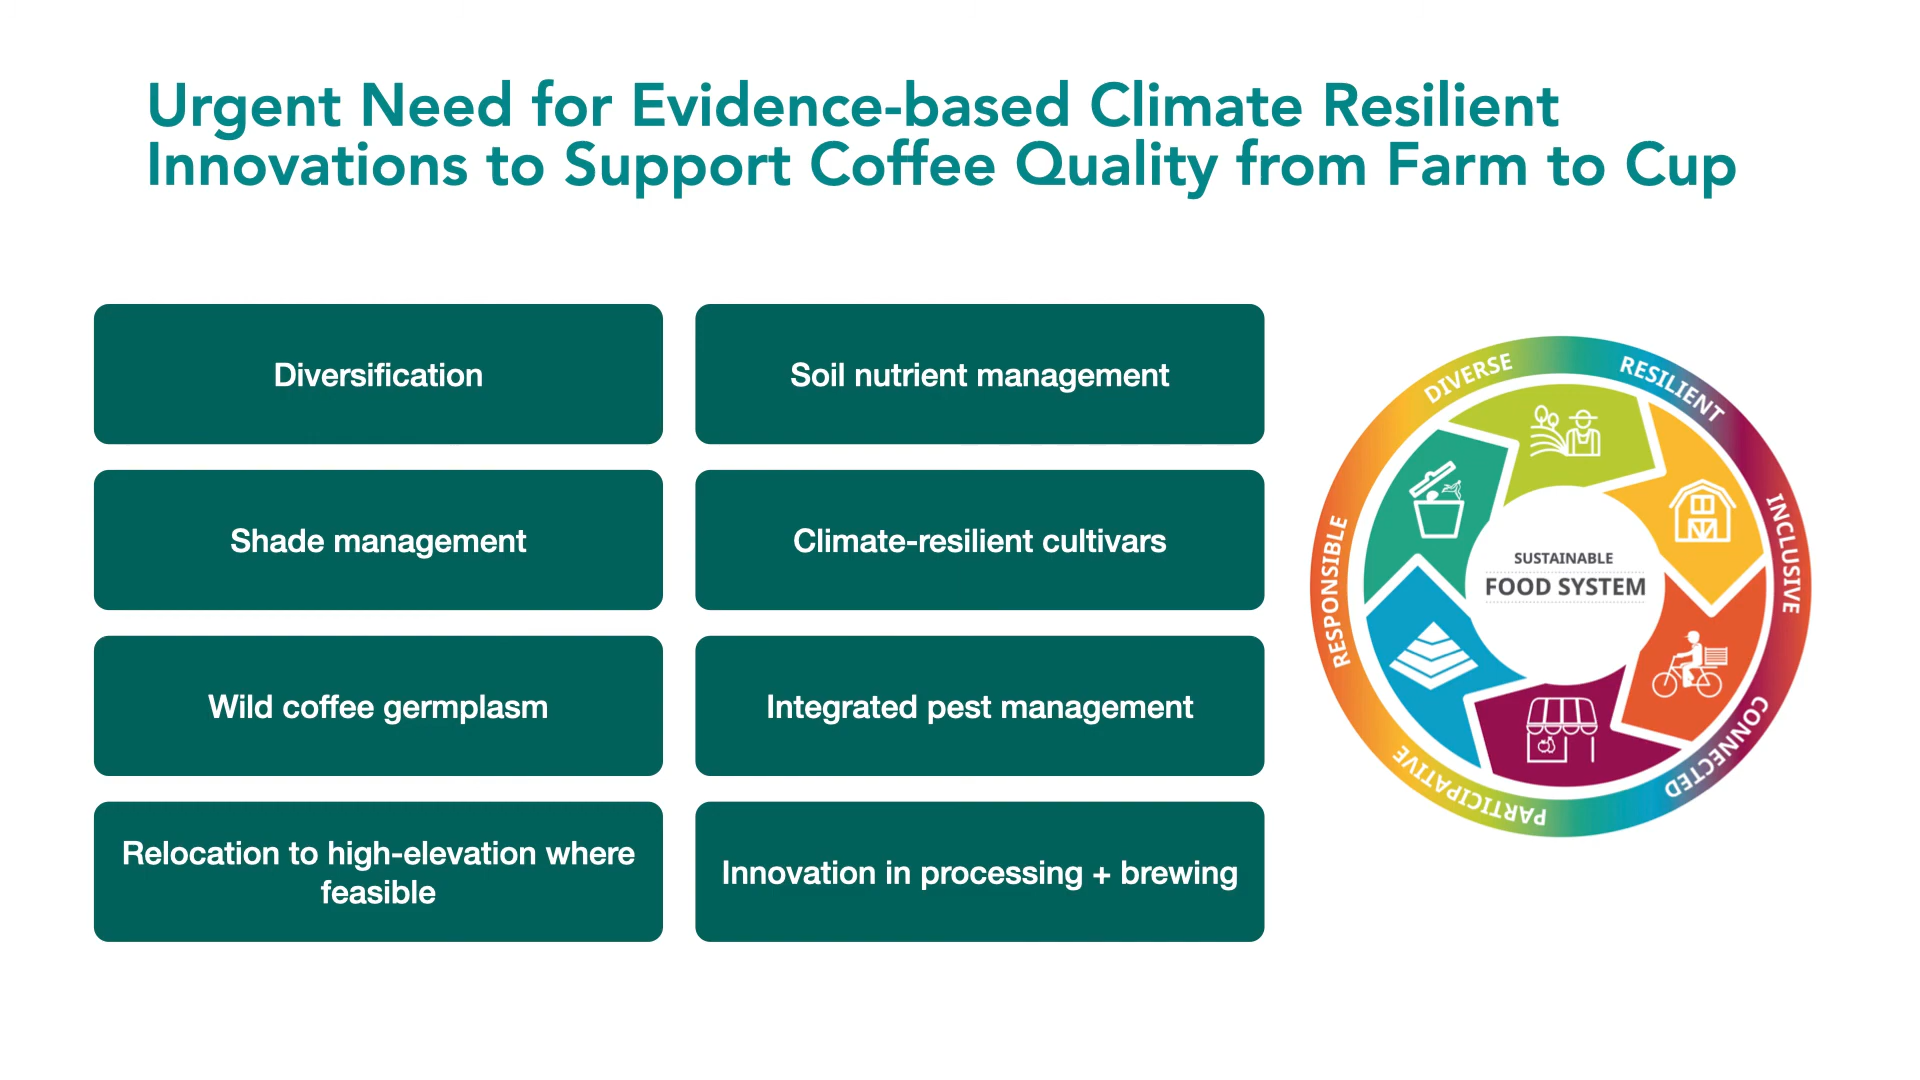 Urgent Need for Evidence-based Climate Resilient
Innovations to Support Coffee Quality from Farm to Cup
Diversification
Soil nutrient management
Shade management
Climate-resilient cultivars
Wild coffee germplasm
Integrated pest management
Relocation to high-elevation where
feasible
Innovation in processing + brewing
DIVERSE
RESILIENT
INCLUSIVE
CONNECTED
PARTICIPATIVE
RESPONSIBLE
SUSTAINABLE
FOOD SYSTEM